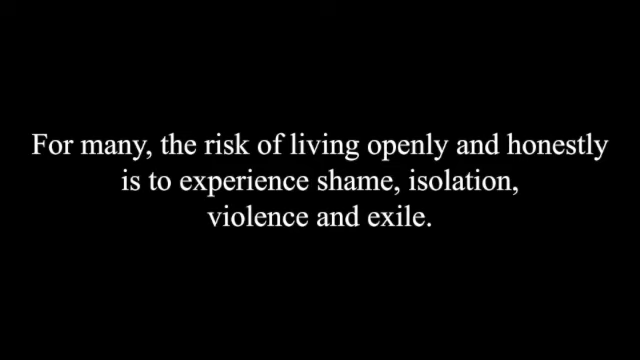 For many, the risk of living openly and honestly
is to experience shame, isolation,
violence and exile.